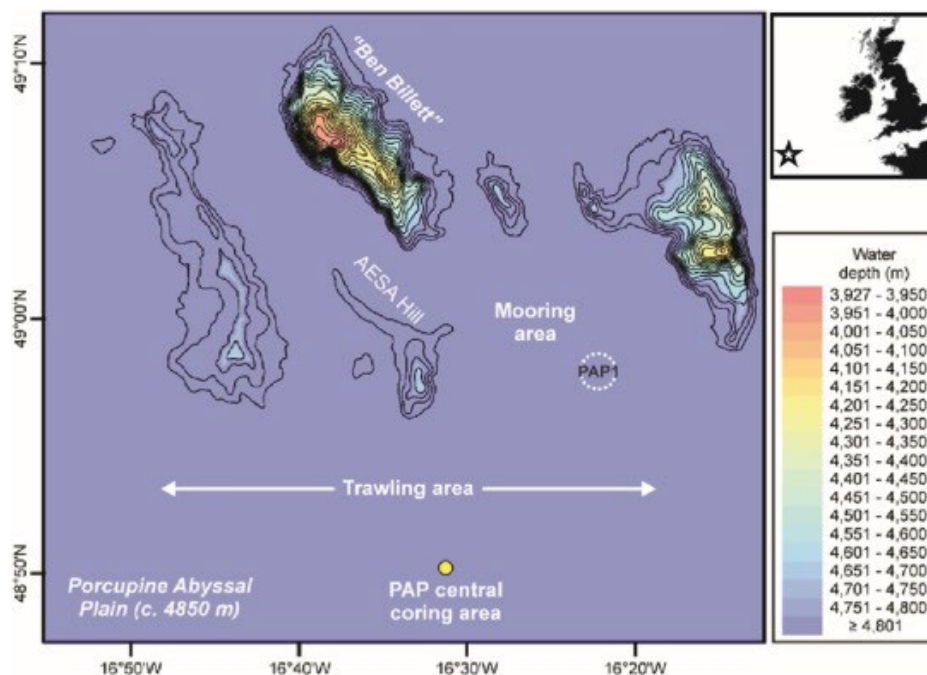 49°10'N
49°00'N
48°50'N
"Ben Billett"
AESA Hill
Mooring
area
PAP1
Trawling area
Porcupine Abyssal
Plain (c. 4850 m)
PAP central
coring area
16°50'W
16°40'W
16°30'W
16°20'W
Water
depth (m)
3,927 - 3,950
3,951 - 4,000
4,001 - 4,050
4,051 - 4,100
4,101 - 4,150
4,151 - 4,200
4,201 - 4,250
4,251 - 4,300
4,301 - 4,350
4,351 - 4,400
4,401 - 4,450
4,451 - 4,500
4,501 - 4,550
4,551 - 4,600
4,601 - 4,650
4,651 - 4,700
4,701 - 4,750
4,751 - 4,800
≥ 4,801